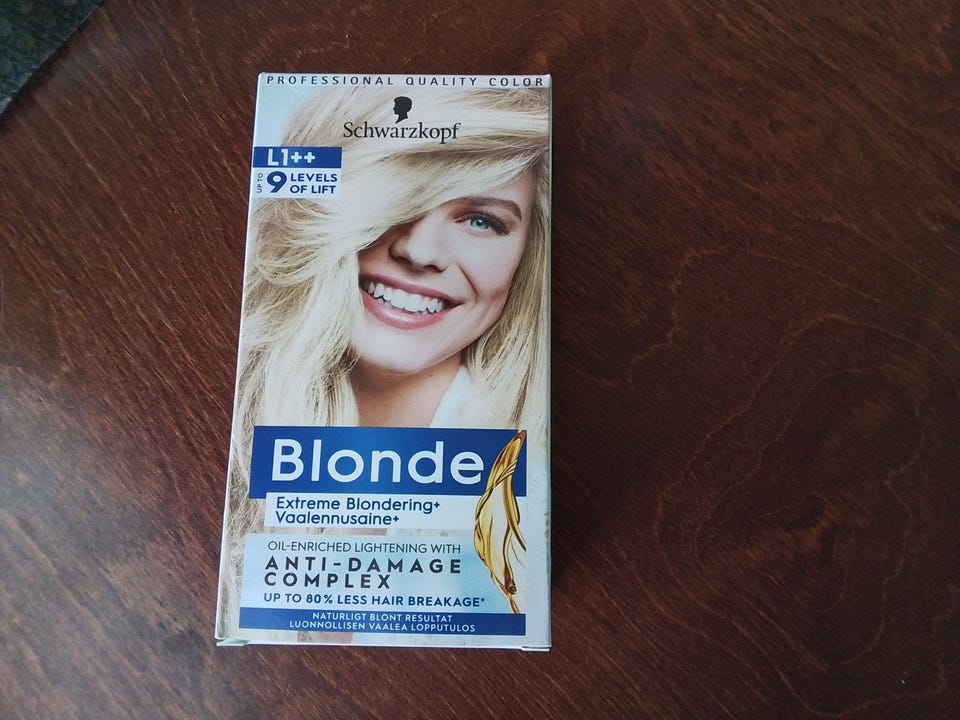 PROFESSIONAL QUALITY COLOR
Schwarzkopf
L1++
UP TO 9 LEVELS
OF LIFT
Blonde
Extreme Blondering+
Vaalennusaine+
OIL-ENRICHED LIGHTENING WITH
ANTI-DAMAGE
COMPLEX
UP TO 80% LESS HAIR BREAKAGE*
NATURLIGT BLONT RESULTAT
LUONNOLLISEN VAALEA LOPPUTULOS